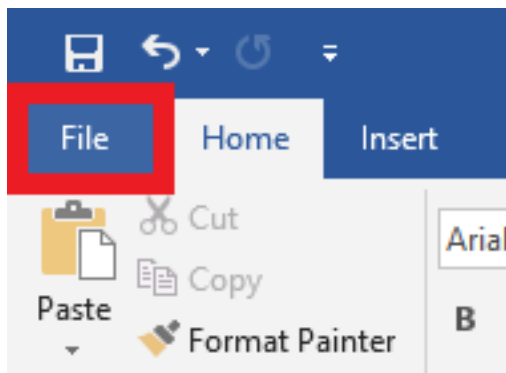 File Home Insert
Cut
Arial
Copy
Paste
B
Format Painter